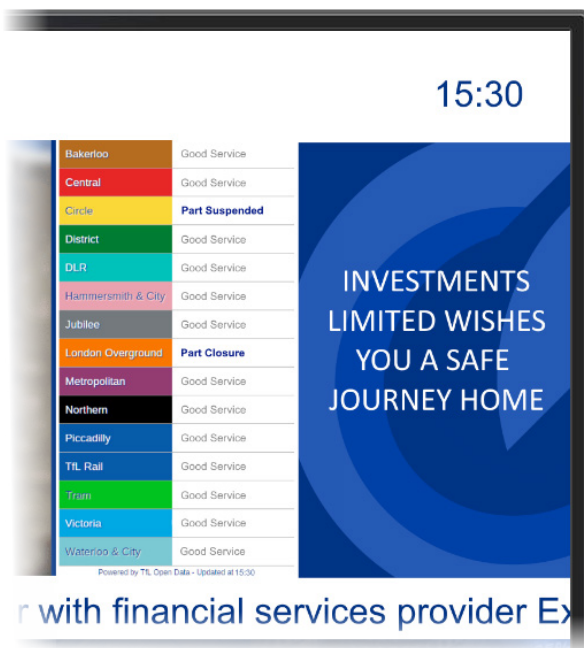 15:30
Bakerloo Good Service
Central Good Service
Circle Part Suspended
District Good Service
DLR Good Service
Hammersmith & City Good Service
Jubilee Good Service
London Overground Part Closure
Metropolitan Good Service
Northern Good Service
Piccadilly Good Service
TfL Rail Good Service
Tram Good Service
Victoria Good Service
Waterloo & City Good Service
Powered by TfL Open Data - Updated at 15:30
INVESTMENTS
LIMITED WISHES
YOU A SAFE
JOURNEY HOME
r with financial services provider Ex